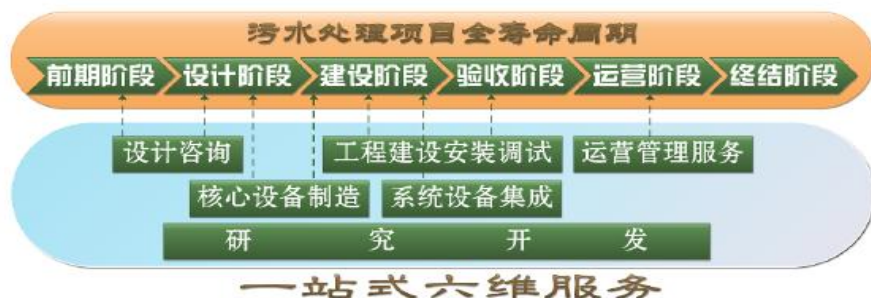 污水处理项目全寿命周期
前期阶段 设计阶段 建设阶段 验收阶段 运营阶段 终结阶段
设计咨询 工程建设安装调试 运营管理服务
核心设备制造 系统设备集成
研究开发
一站式六维服务